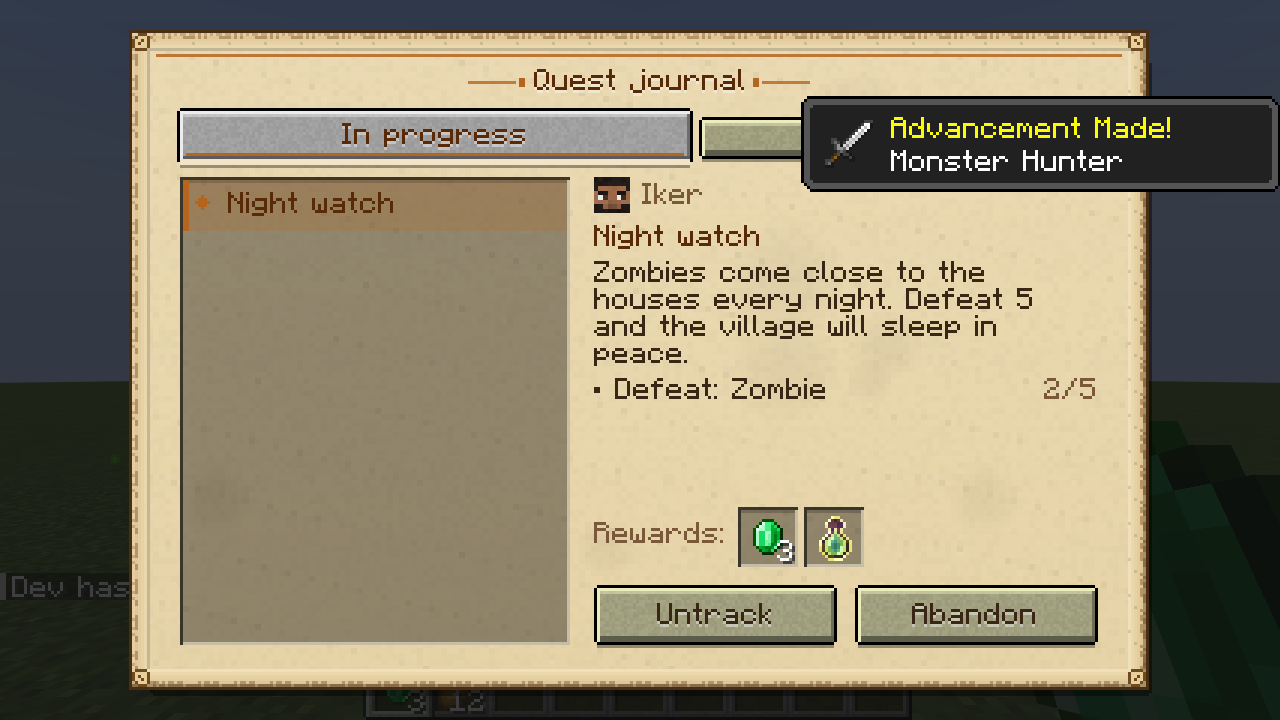 Quest journal
In progress
Advancement Made!
Monster Hunter
Night watch
Iker
Night watch
Zombies come close to the
houses every night. Defeat 5
and the village will sleep in
peace.
▪ Defeat: Zombie 2/5
Rewards: 3
Untrack Abandon
Dev has
3 12